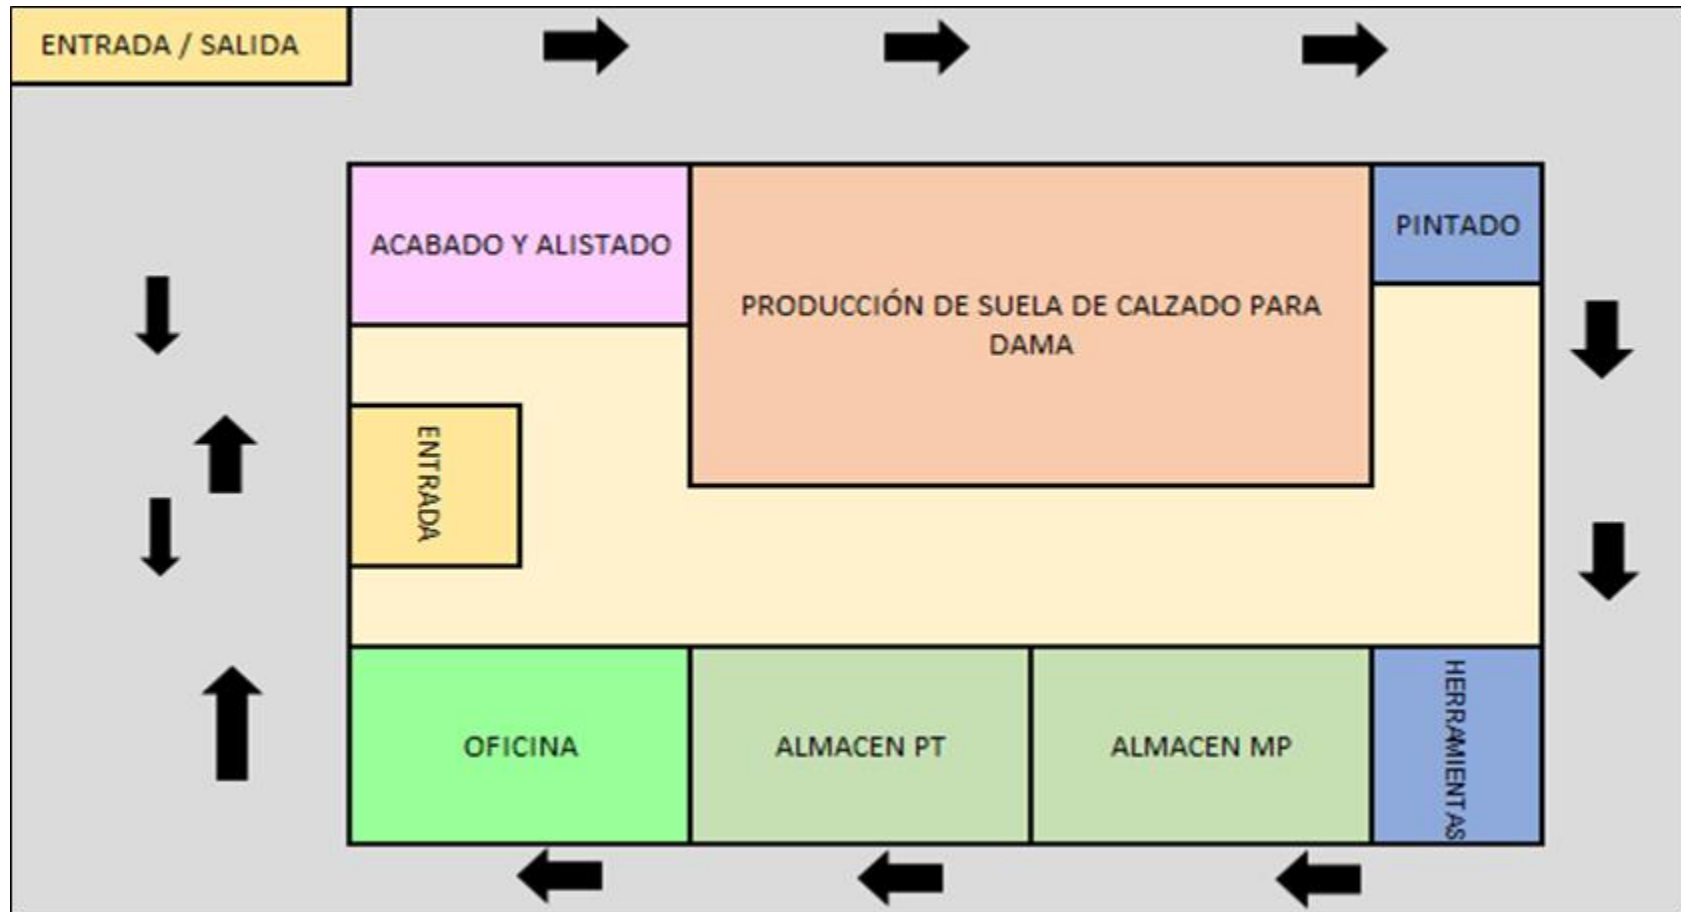 ENTRADA / SALIDA
ACABADO Y ALISTADO
PRODUCCIÓN DE SUELA DE CALZADO PARA
DAMA
PINTADO
ENTRADA
OFICINA
ALMACEN PT
ALMACEN MP
HERRAMIENTAS